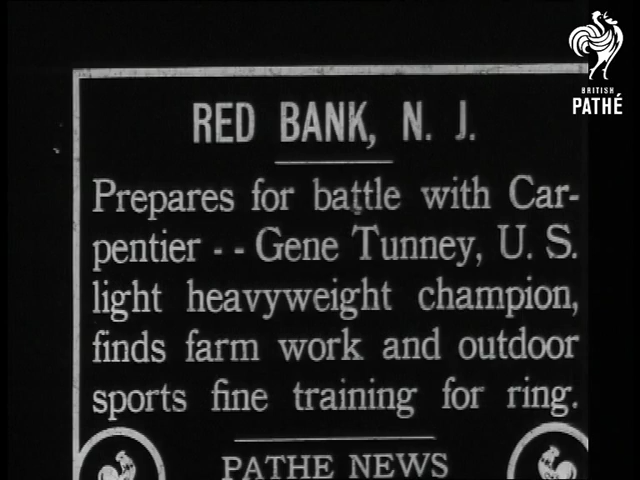 BRITISH
PATHÉ
RED BANK, N. J.
Prepares for battle with Car-
pentier - - Gene Tunney, U. S.
light heavyweight champion,
finds farm work and outdoor
sports fine training for ring.
PATHE NEWS